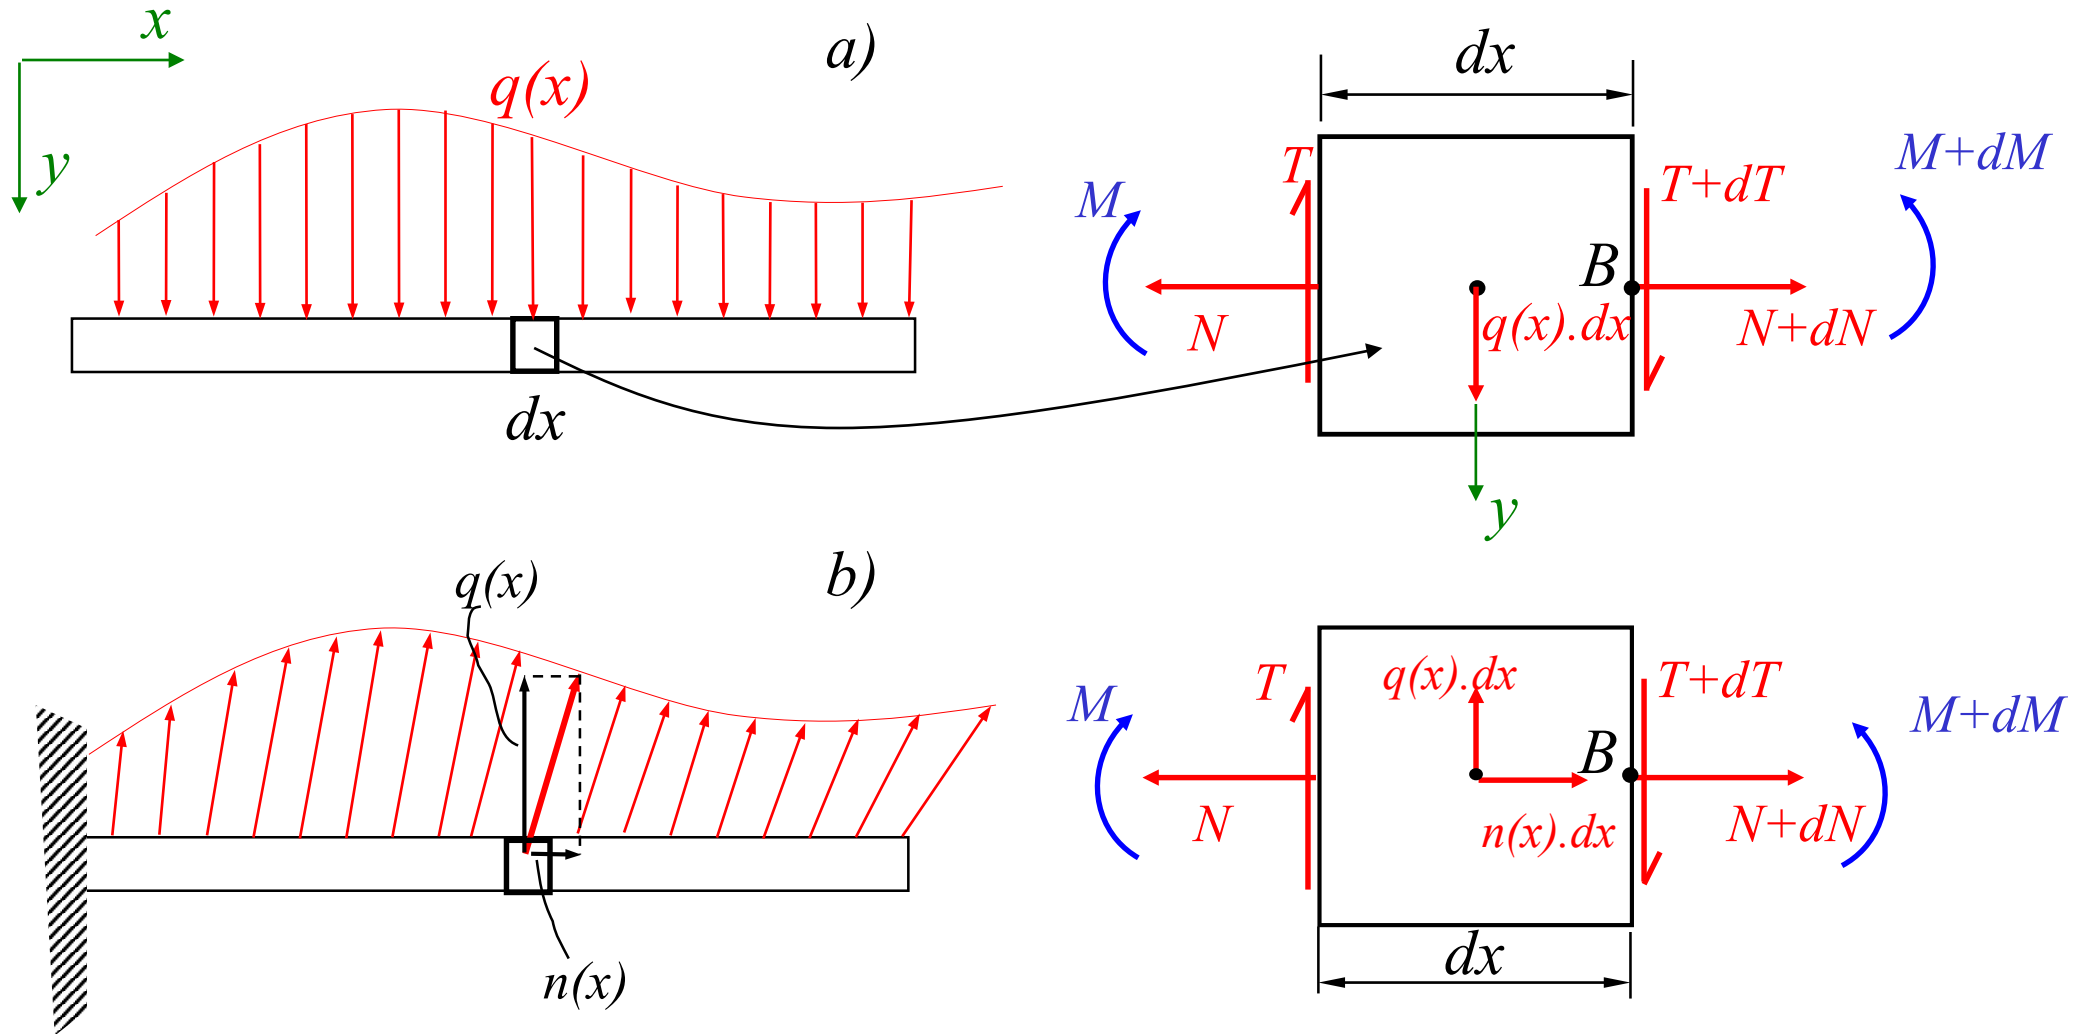 x
y
q(x)
a)
dx
dx
T
M
N
B
q(x).dx
T+dT
N+dN
M+dM
y
b)
q(x)
n(x)
T
M
N
q(x).dx
B
n(x).dx
T+dT
N+dN
M+dM
dx